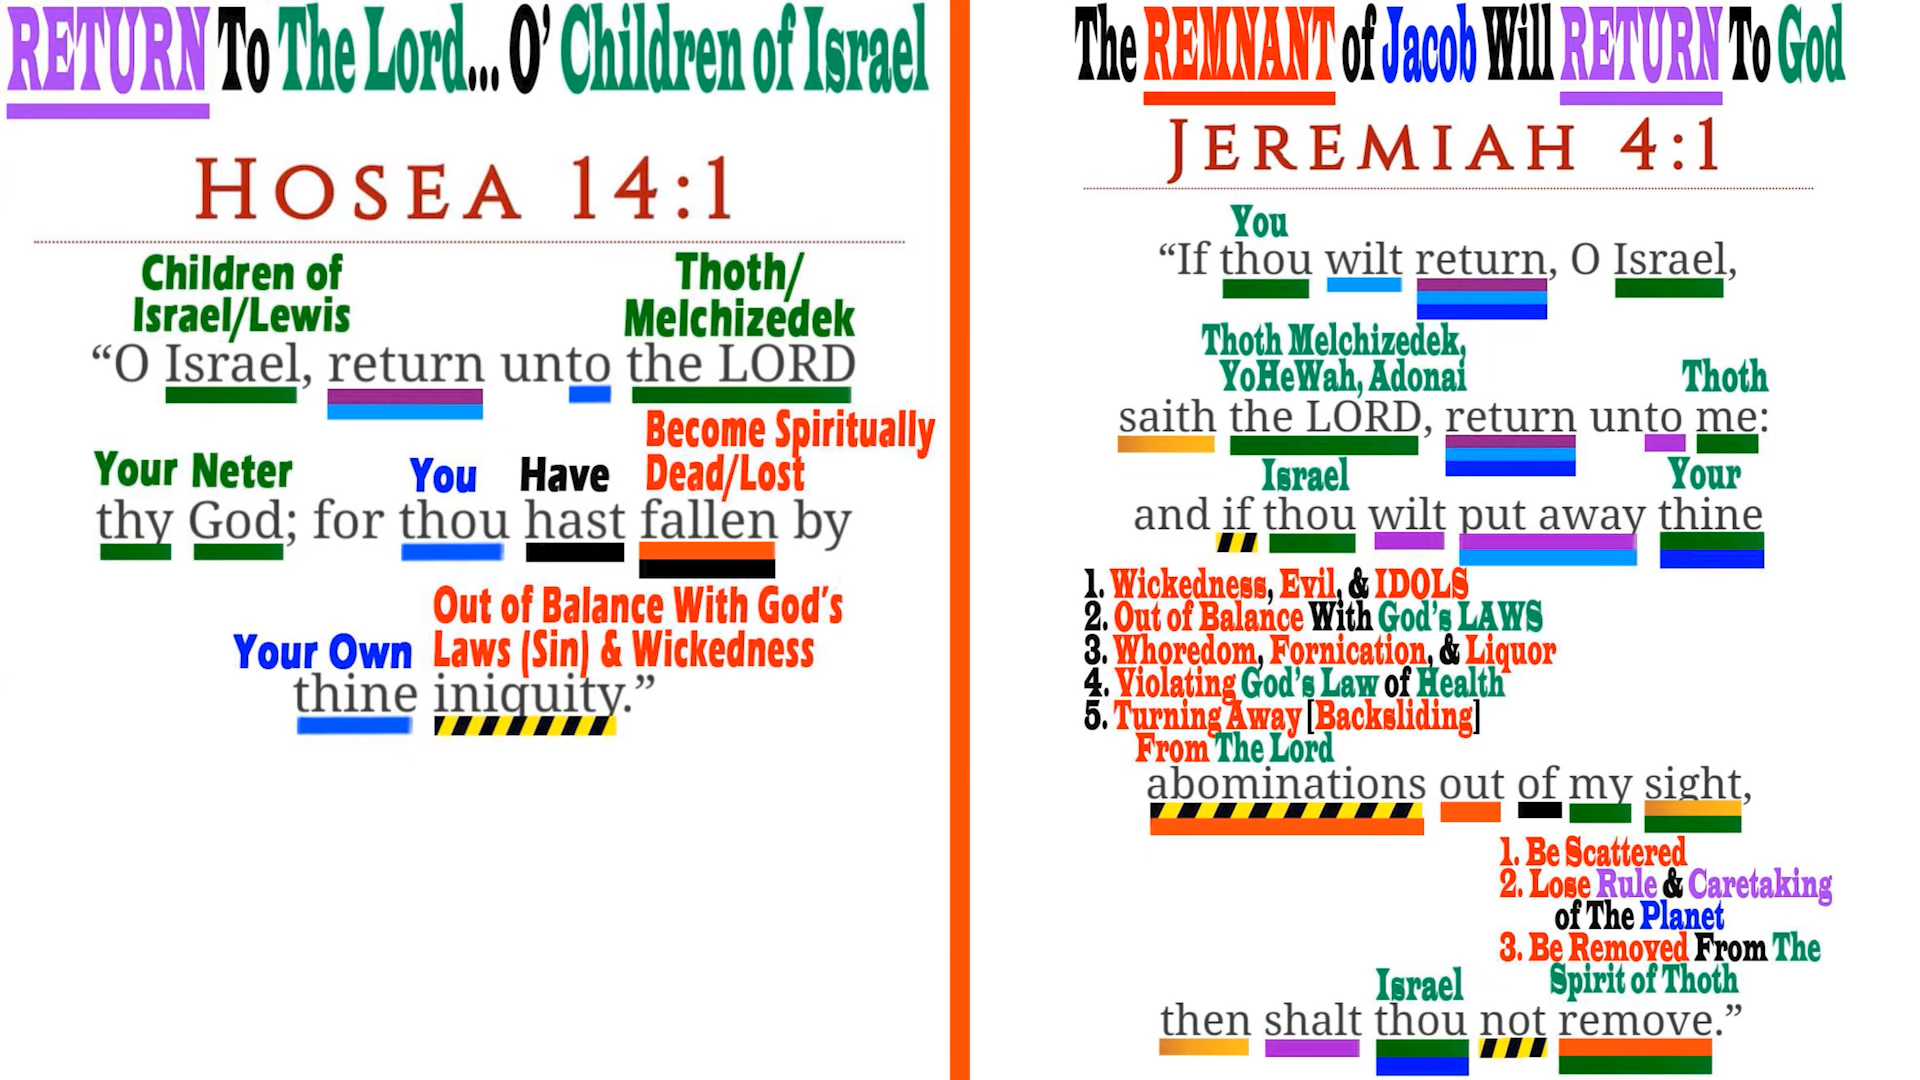 RETURN To The Lord... O' Children of Israel
HOSEA 14:1
Children of
Israel/Lewis
Thoth/
Melchizedek
“O Israel, return unto the LORD
Become Spiritually
Dead/Lost
Your Neter You Have
thy God; for thou hast fallen by
Out of Balance With God's
Laws (Sin) & Wickedness
Your Own
thine iniquity.”
The REMNANT of Jacob Will RETURN To God
JEREMIAH 4:1
You
“If thou wilt return, O Israel,
Thoth Melchizedek,
YoHeWah, Adonai
Thoth
saith the LORD, return unto me:
Israel Your
and if thou wilt put away thine
1. Wickedness, Evil, & IDOLS
2. Out of Balance With God's LAWS
3. Whoredom, Fornication, & Liquor
4. Violating God's Law of Health
5. Turning Away [Backsliding]
From The Lord
abominations out of my sight,
1. Be Scattered
2. Lose Rule & Caretaking
of The Planet
3. Be Removed From The
Spirit of Thoth
Israel
then shalt thou not remove.”